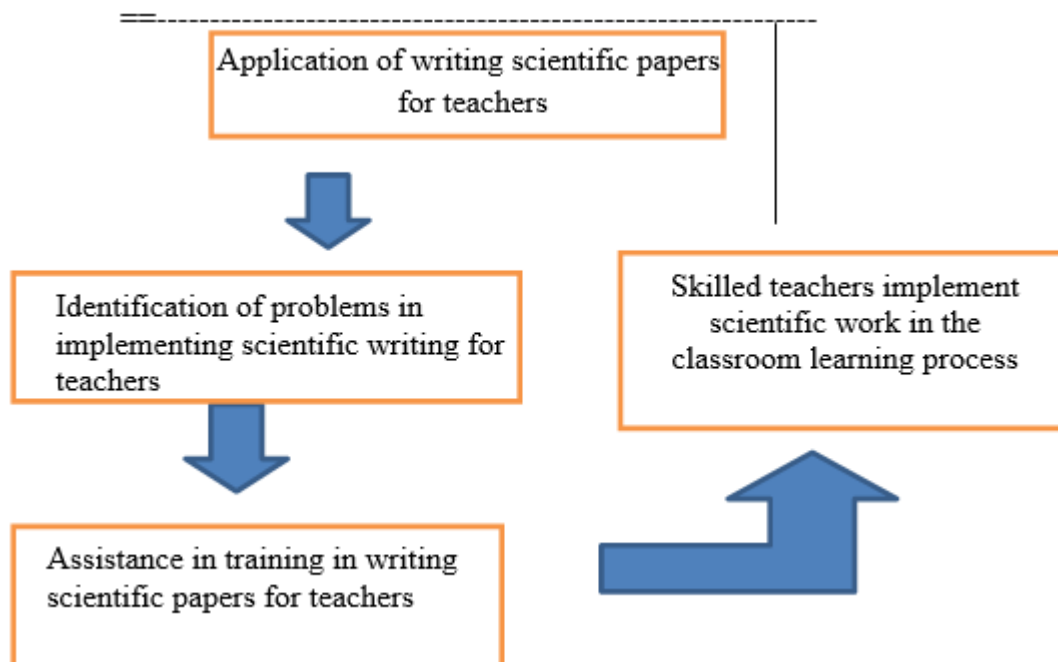 Application of writing scientific papers
for teachers
Identification of problems in
implementing scientific writing for
teachers
Skilled teachers implement
scientific work in the
classroom learning process
Assistance in training in writing
scientific papers for teachers